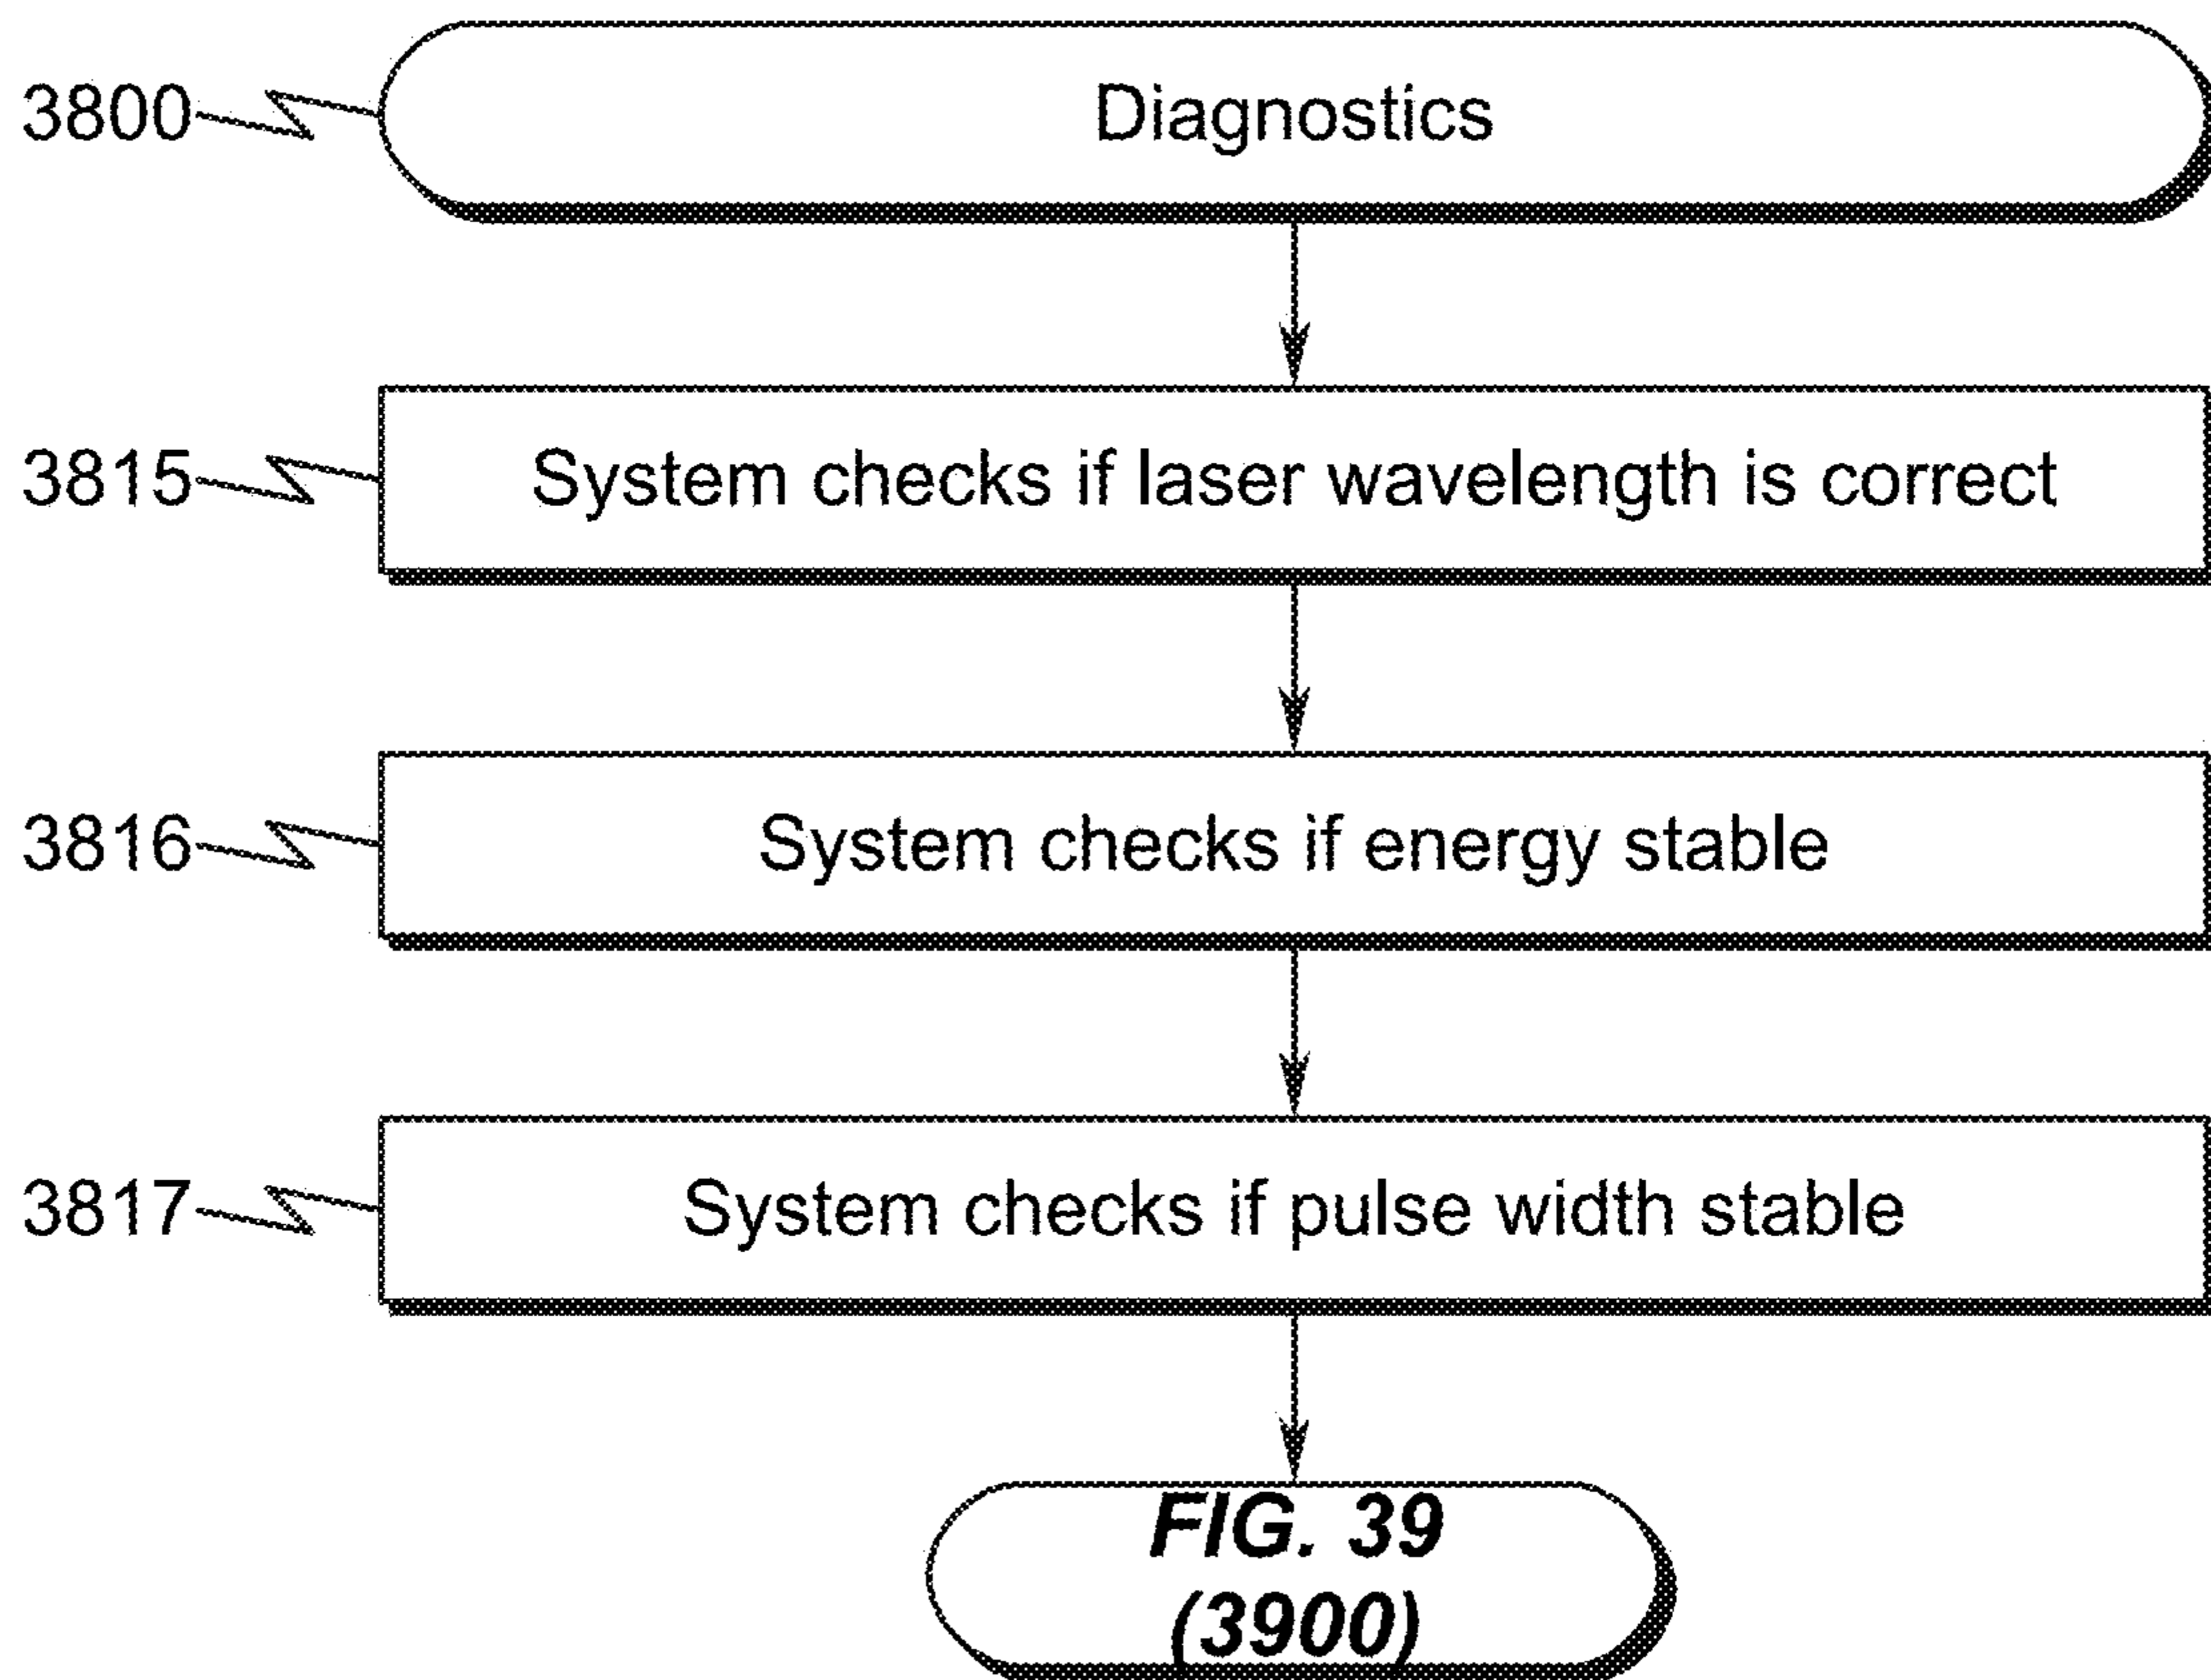 3800 Diagnostics
3815 System checks if laser wavelength is correct
3816 System checks if energy stable
3817 System checks if pulse width stable
FIG. 39
(3900)